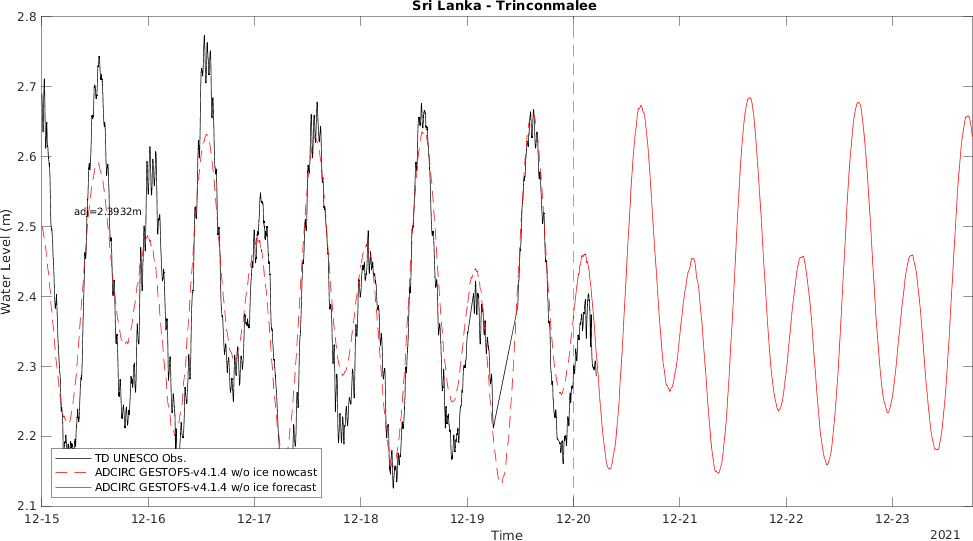 Sri Lanka - Trinconmalee
2.8
2.7
2.6
2.5
2.4
2.3
2.2
2.1
Water Level (m)
adj=2.3932m
TD UNESCO Obs.
ADCIRC GESTOFS-v4.1.4 w/o ice nowcast
ADCIRC GESTOFS-v4.1.4 w/o ice forecast
12-15 12-16 12-17 12-18 12-19 12-20 12-21 12-22 12-23
Time
2021